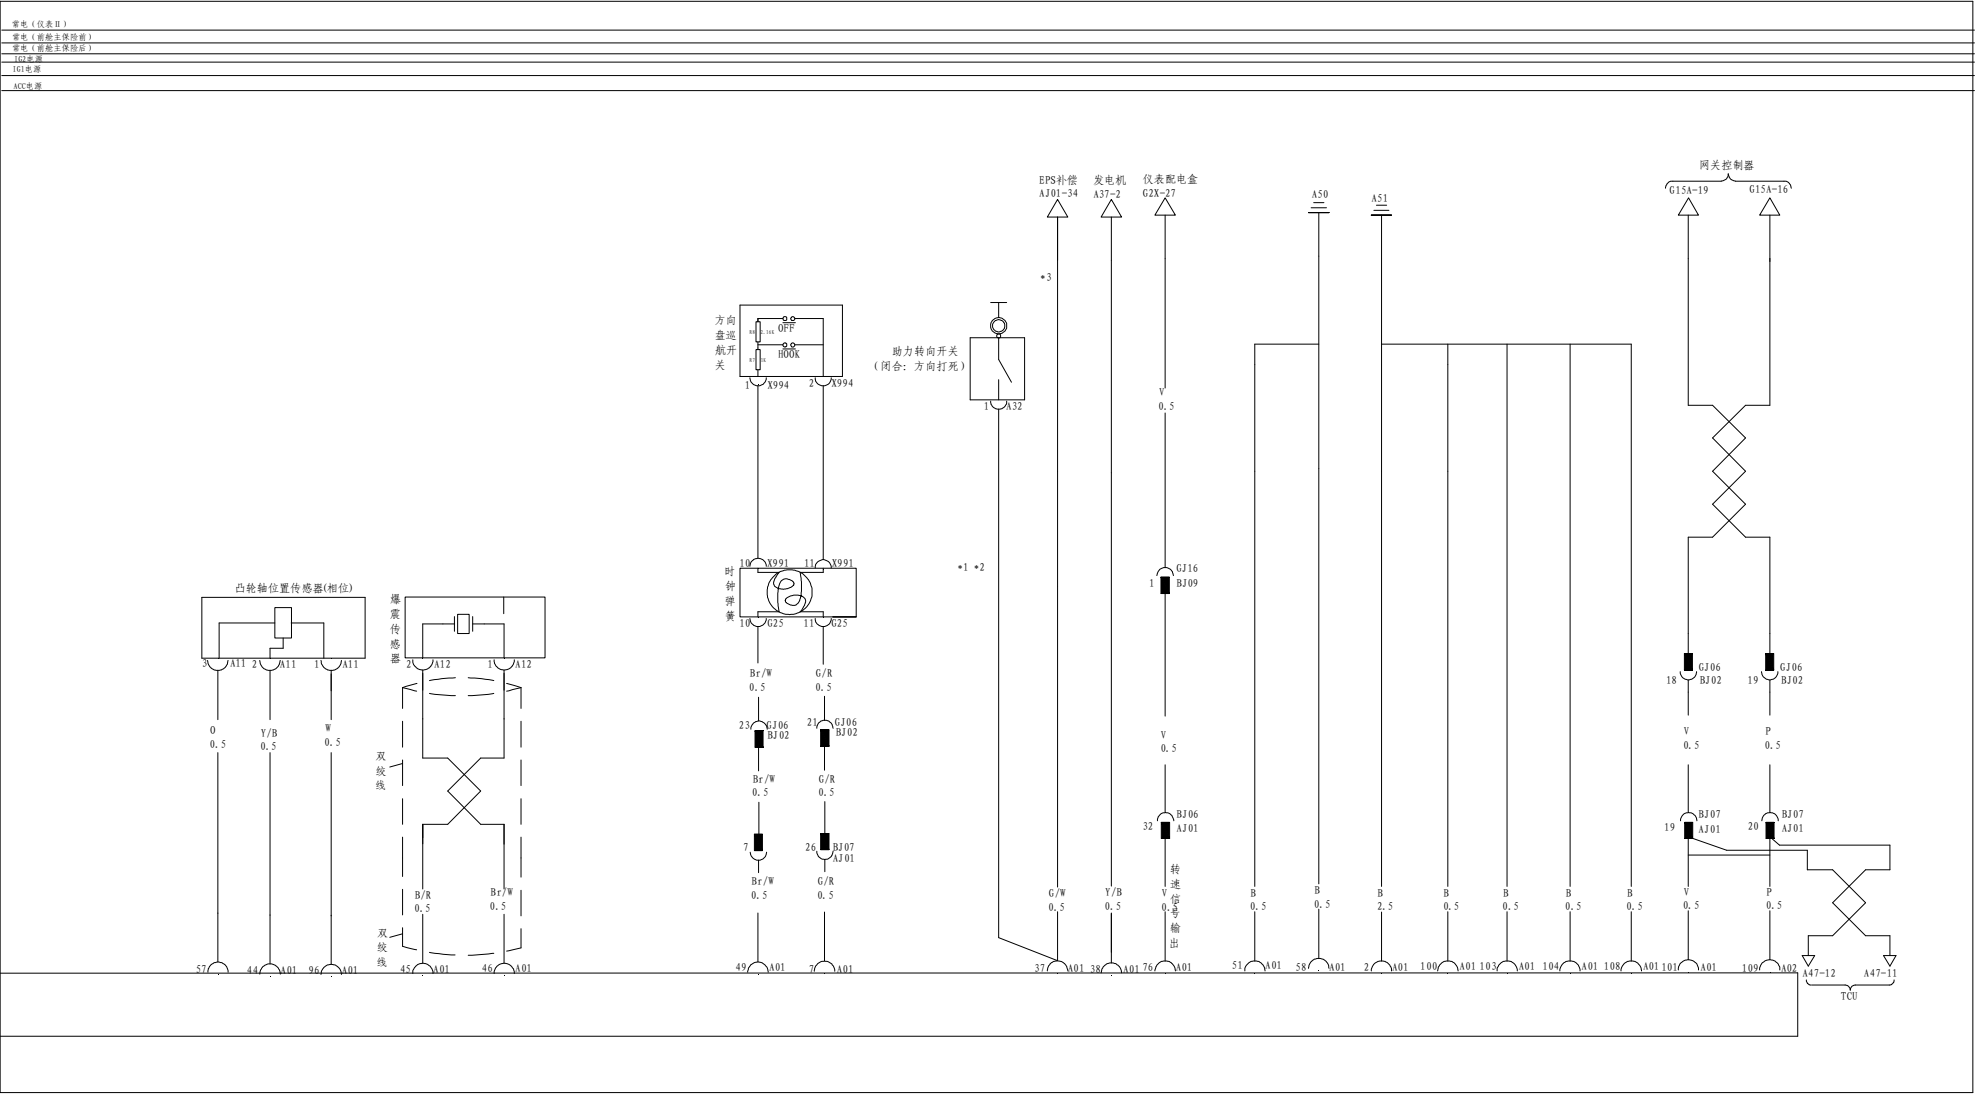 常电(仪表Ⅱ)
常电(前舱主保险前)
常电(前舱主保险后)
IG2电源
IG1电源
ACC电源
网关控制器
G15A-19 G15A-16
EPS补偿 发电机 仪表配电盒
AJ01-34 A37-2 G2X-27
A50 A51
*3
方向盘巡航开关
OFF
HOOK
1 X994 2 X994
助力转向开关
(闭合: 方向打死)
1 A32
V
0.5
*1 *2
10 X991 11 X991
时钟弹簧
10 G25 11 G25
GJ16
1 BJ09
凸轮轴位置传感器(相位)
3 A11 2 A11 1 A11
爆震传感器
2 A12 1 A12
Br/W G/R
0.5 0.5
GJ06 GJ06
18 BJ02 19 BJ02
23 GJ06 21 GJ06
BJ02 BJ02
O Y/B W
0.5 0.5 0.5
V V P
0.5 0.5 0.5
双绞线
Br/W G/R
0.5 0.5
BJ06 BJ07 BJ07
32 AJ01 19 AJ01 20 AJ01
7 26 BJ07
AJ01
Br/W G/R
0.5 0.5
转速信号输出
B/R Br/W
0.5 0.5
G/W Y/B V
0.5 0.5 0.5
B B B B B B B V P
0.5 0.5 2.5 0.5 0.5 0.5 0.5 0.5 0.5
双绞线
57 44 A01 96 A01 45 A01 46 A01 49 A01 7 A01 37 A01 38 A01 76 A01 51 A01 58 A01 2 A01 100 A01 103 A01 104 A01 108 A01 101 A01 109 A02
A47-12 A47-11
TCU